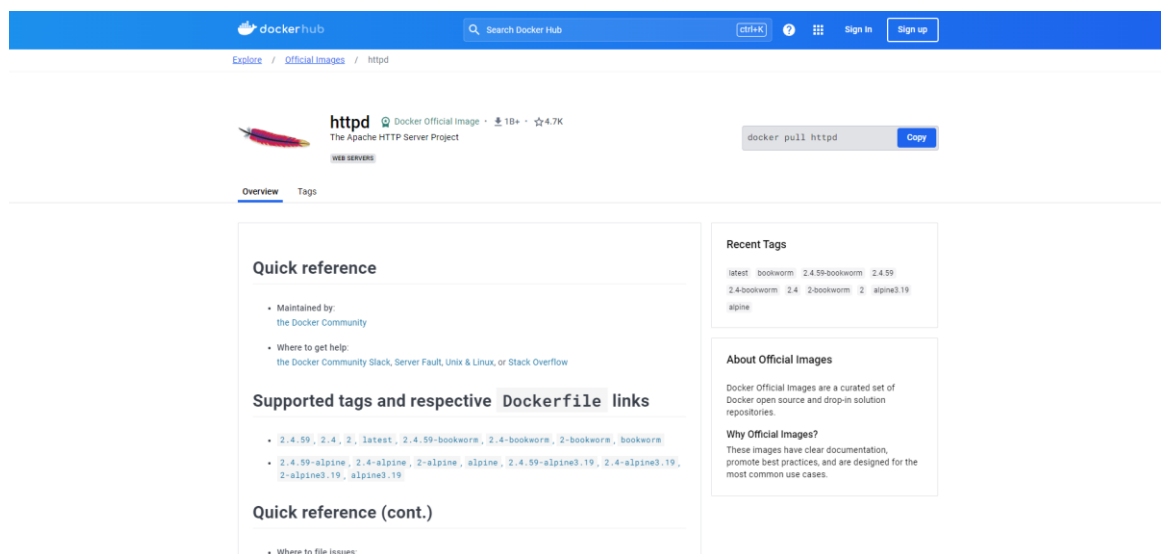 dockerhub
Search Docker Hub
ctrl+K
?
Sign In
Sign up
Explore / Official Images / httpd
httpd
Docker Official Image · 1B+ · 4.7K
The Apache HTTP Server Project
WEB SERVERS
docker pull httpd
Copy
Overview
Tags
Quick reference
• Maintained by:
the Docker Community
• Where to get help:
the Docker Community Slack, Server Fault, Unix & Linux, or Stack Overflow
Supported tags and respective Dockerfile links
• 2.4.59, 2.4, 2, latest, 2.4.59-bookworm, 2.4-bookworm, 2-bookworm, bookworm
• 2.4.59-alpine, 2.4-alpine, 2-alpine, alpine, 2.4.59-alpine3.19, 2.4-alpine3.19,
2-alpine3.19, alpine3.19
Quick reference (cont.)
• Where to file issues:
Recent Tags
latest bookworm 2.4.59-bookworm 2.4.59
2.4-bookworm 2.4 2-bookworm 2 alpine3.19
alpine
About Official Images
Docker Official Images are a curated set of
Docker open source and drop-in solution
repositories.
Why Official Images?
These images have clear documentation,
promote best practices, and are designed for the
most common use cases.